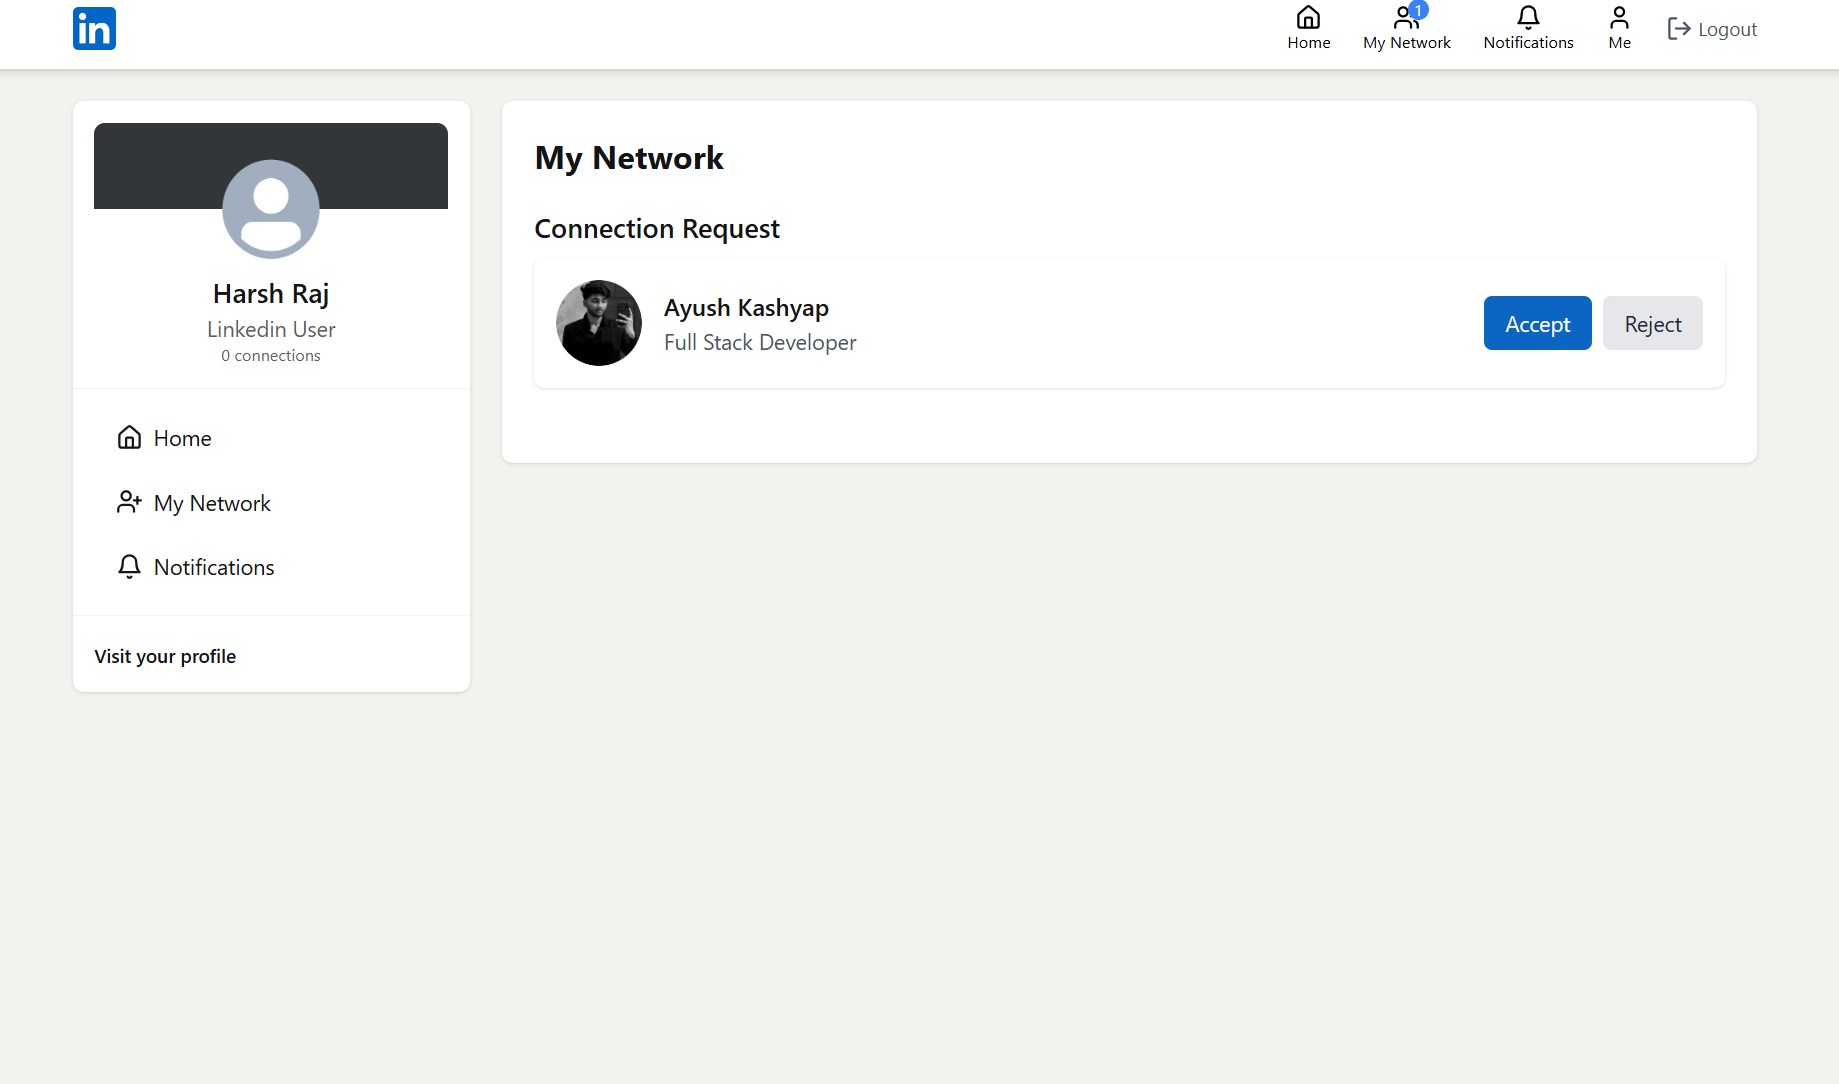 in
Home
1
My Network
Notifications
Me
Logout
Harsh Raj
Linkedin User
0 connections
Home
My Network
Notifications
Visit your profile
My Network
Connection Request
Ayush Kashyap
Full Stack Developer
Accept
Reject